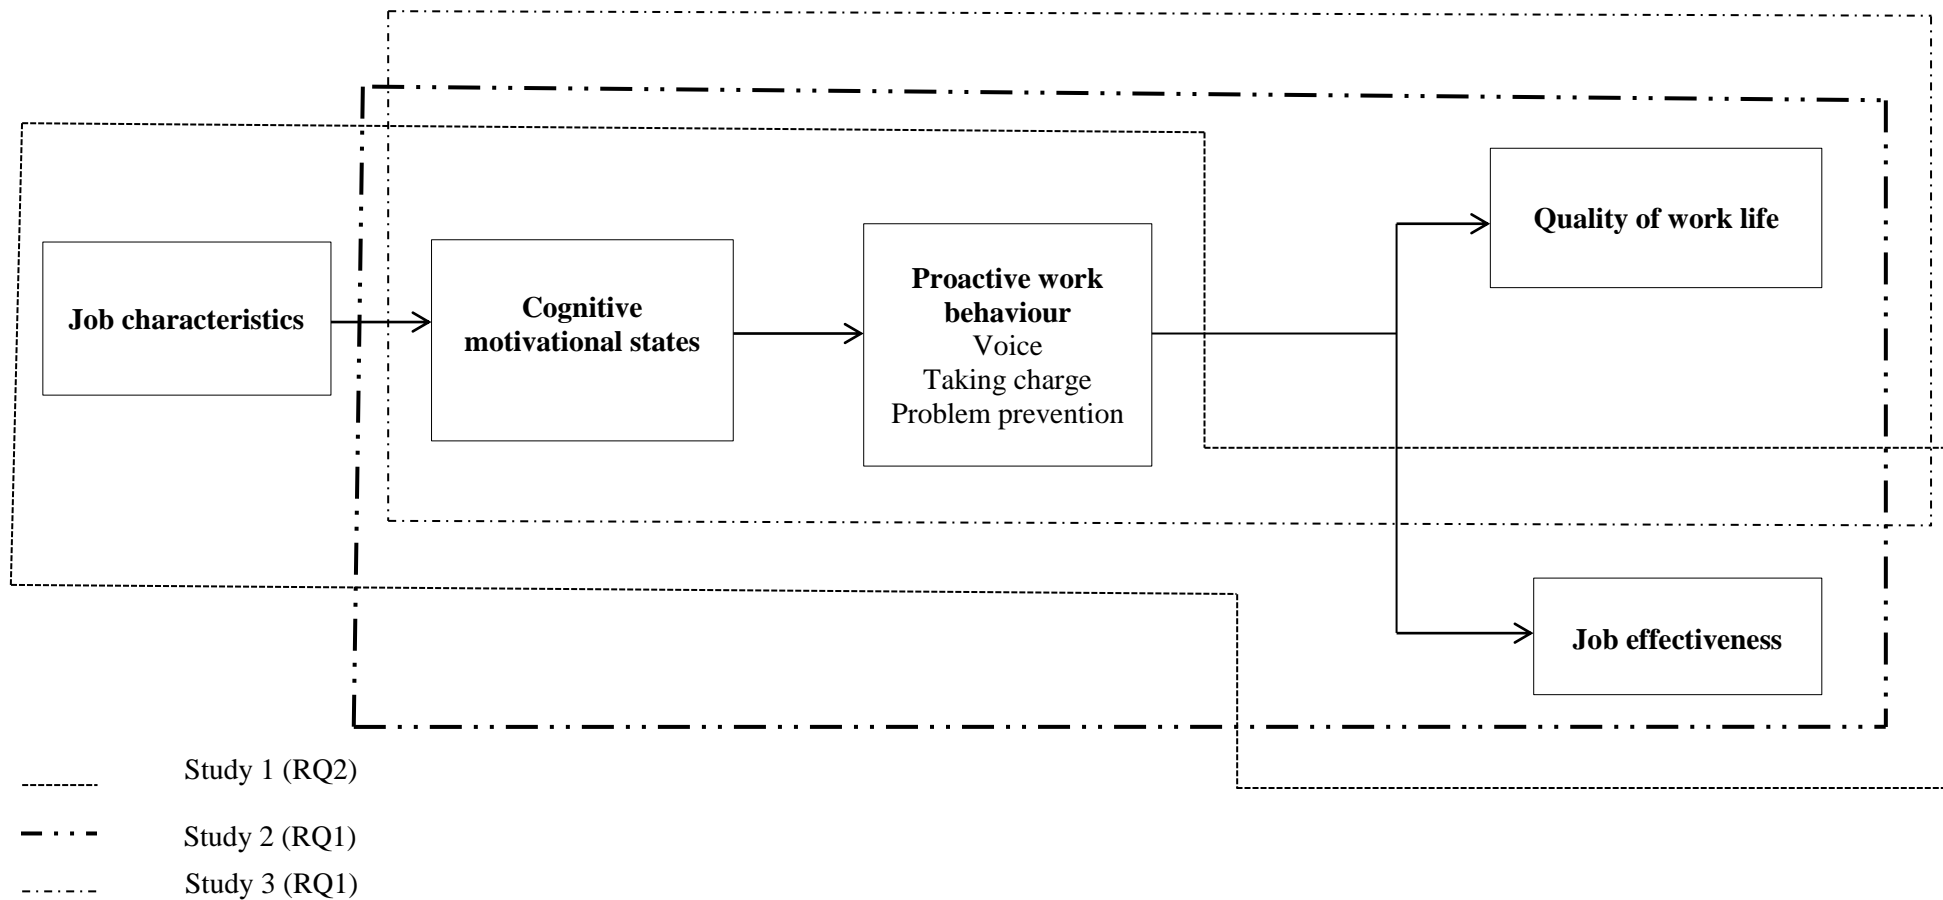 Job characteristics
Cognitive
motivational states
Proactive work
behaviour
Voice
Taking charge
Problem prevention
Quality of work life
Job effectiveness
Study 1 (RQ2)
Study 2 (RQ1)
Study 3 (RQ1)